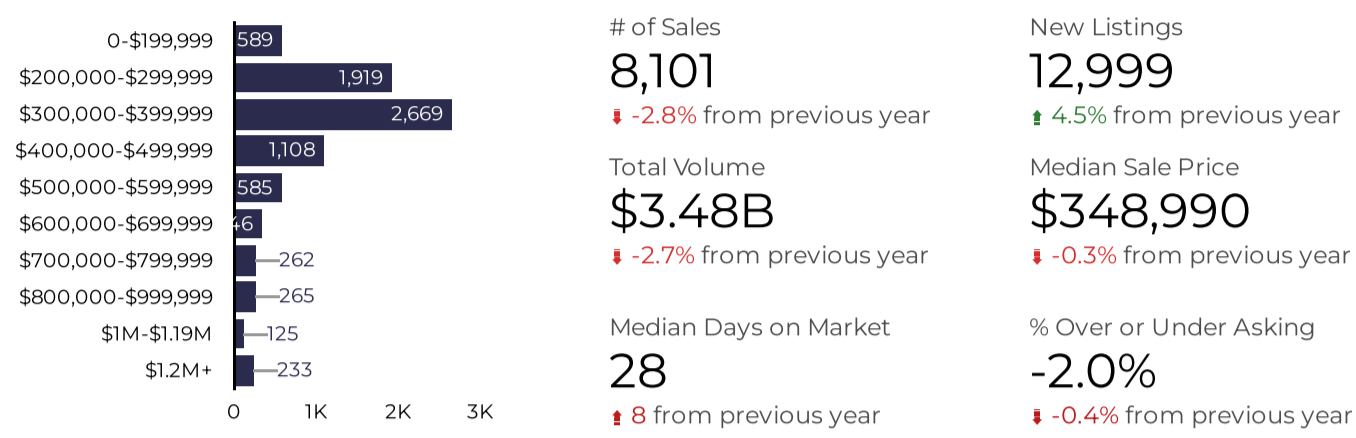 0-$199,999 589
$200,000-$299,999 1,919
$300,000-$399,999 2,669
$400,000-$499,999 1,108
$500,000-$599,999 585
$600,000-$699,999 46
$700,000-$799,999 262
$800,000-$999,999 265
$1M-$1.19M 125
$1.2M+ 233
0 1K 2K 3K
# of Sales
8,101
-2.8% from previous year
New Listings
12,999
4.5% from previous year
Total Volume
$3.48B
-2.7% from previous year
Median Sale Price
$348,990
-0.3% from previous year
Median Days on Market
28
8 from previous year
% Over or Under Asking
-2.0%
-0.4% from previous year